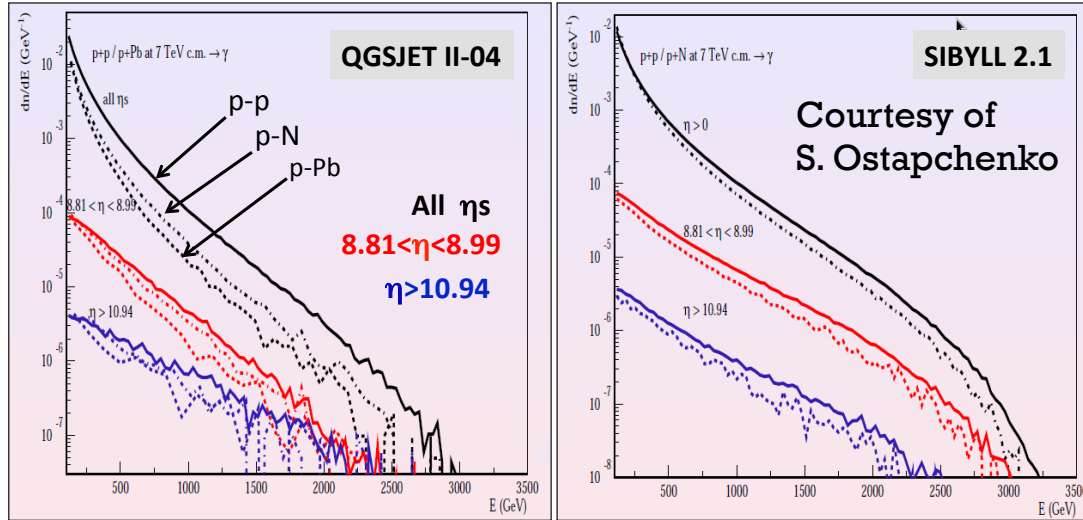 dn/dE (GeV⁻¹)
10⁻²
10⁻³
10⁻⁴
10⁻⁵
10⁻⁶
10⁻⁷
p+p / p+Pb at 7 TeV c.m. → γ
QGSJET II-04
all ηs
p-p
p-N
p-Pb
8.81 < η < 8.99
All ηs
8.81<η<8.99
η>10.94
η > 10.94
500 1000 1500 2000 2500 3000 3500
E (GeV)
dn/dE (GeV⁻¹)
10⁻²
10⁻³
10⁻⁴
10⁻⁵
10⁻⁶
10⁻⁷
10⁻⁸
10
p+p / p+N at 7 TeV c.m. → γ
SIBYLL 2.1
η > 0
Courtesy of
S. Ostapchenko
8.81 < η < 8.99
η > 10.94
500 1000 1500 2000 2500 3000 3500
E (GeV)